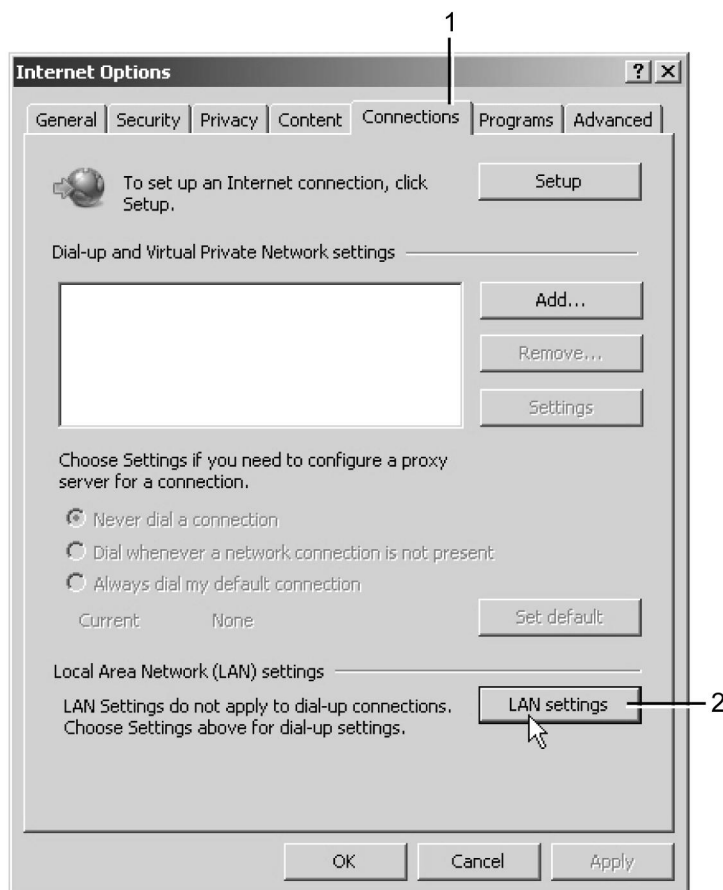 1
Internet Options
General Security Privacy Content Connections Programs Advanced
To set up an Internet connection, click
Setup.
Setup
Dial-up and Virtual Private Network settings
Add...
Remove...
Settings
Choose Settings if you need to configure a proxy
server for a connection.
Never dial a connection
Dial whenever a network connection is not present
Always dial my default connection
Current None
Set default
Local Area Network (LAN) settings
LAN Settings do not apply to dial-up connections.
Choose Settings above for dial-up settings.
LAN settings
2
OK Cancel Apply